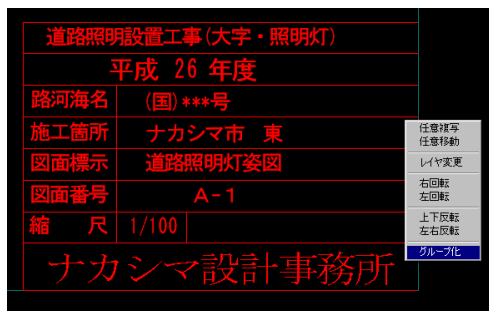 道路照明設置工事(大字・照明灯)
平成 26 年度
路河海名 (国)***号
施工箇所 ナカシマ市 東
図面標示 道路照明灯姿図
図面番号 A-1
縮 尺 1/100
ナカシマ設計事務所
任意複写
任意移動
レイヤ変更
右回転
左回転
上下反転
左右反転
グループ化